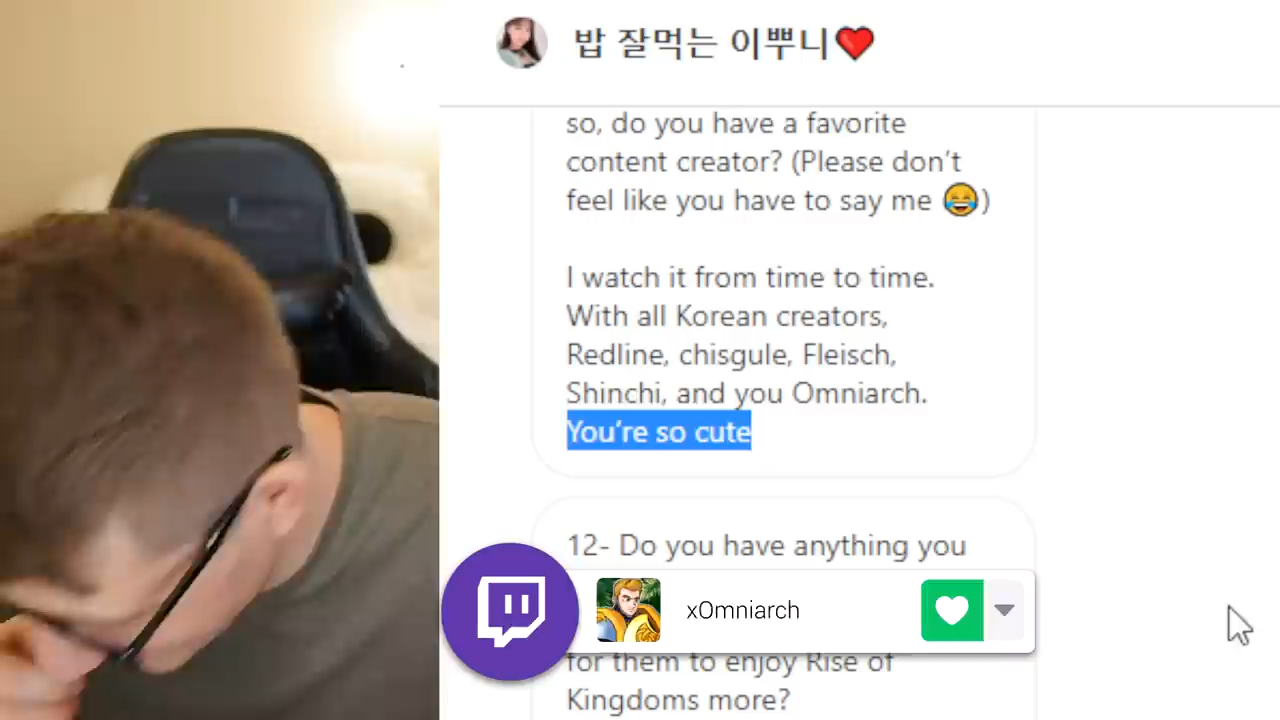 밥 잘먹는 이뿌니❤️
so, do you have a favorite
content creator? (Please don’t
feel like you have to say me 😂)
I watch it from time to time.
With all Korean creators,
Redline, chisgule, Fleisch,
Shinchi, and you Omniarch.
You’re so cute
12- Do you have anything you
xOmniarch
for them to enjoy Rise of
Kingdoms more?